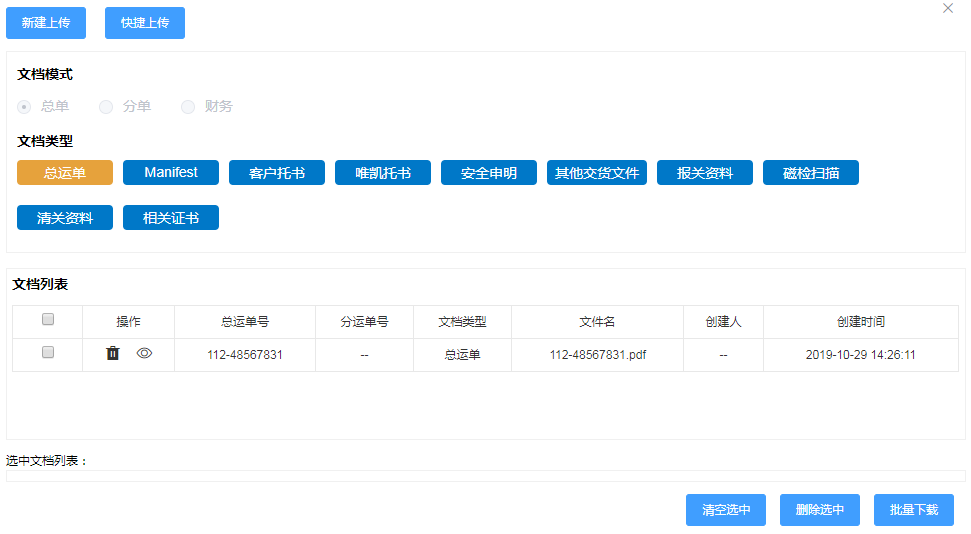 新建上传 快捷上传
文档模式
总单 分单 财务
文档类型
总运单 Manifest 客户托书 唯凯托书 安全申明 其他交货文件 报关资料 磁检扫描
清关资料 相关证书
文档列表
操作 总运单号 分运单号 文档类型 文件名 创建人 创建时间
112-48567831 -- 总运单 112-48567831.pdf -- 2019-10-29 14:26:11
选中文档列表：
清空选中 删除选中 批量下载